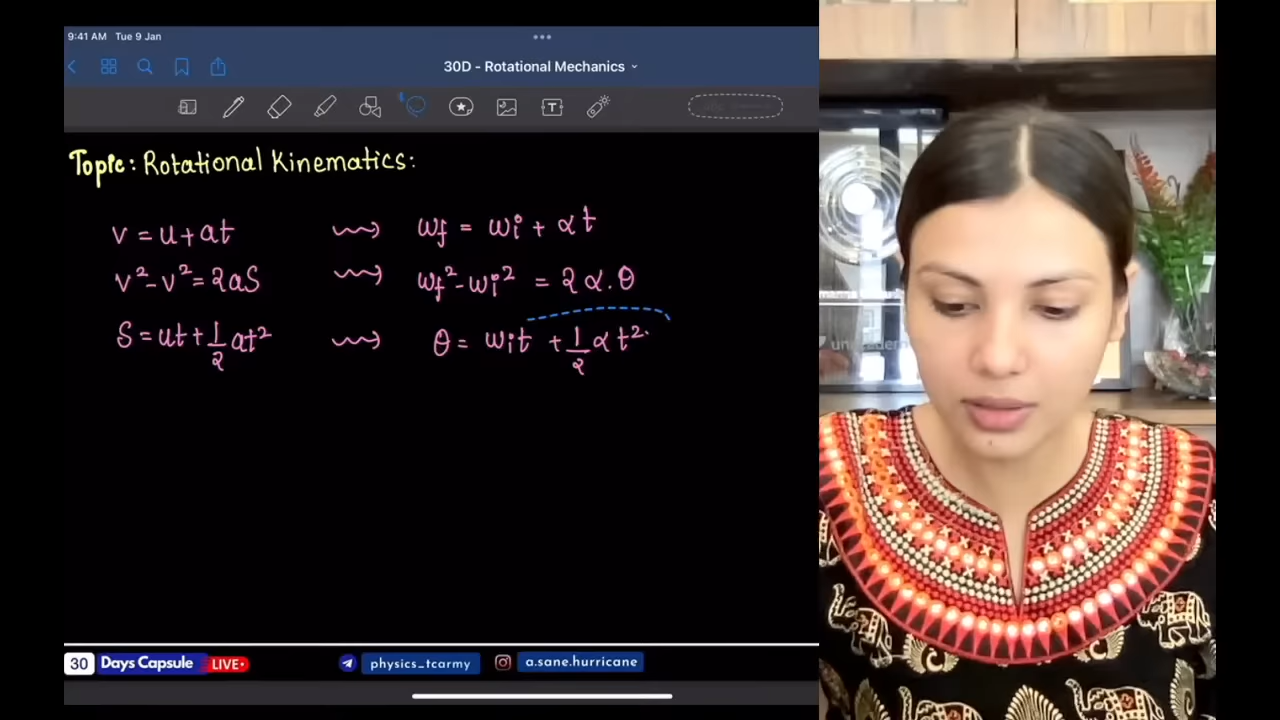 9:41 AM Tue 9 Jan
30D - Rotational Mechanics
Topic: Rotational Kinematics:
v = u + at ⇝ ωf = ωi + αt
v² - v² = 2aS ⇝ ωf² - ωi² = 2α.θ
S = ut + 1/2 at² ⇝ θ = ωit + 1/2 αt²
30 Days Capsule LIVE
physics_tcarmy
a.sane.hurricane